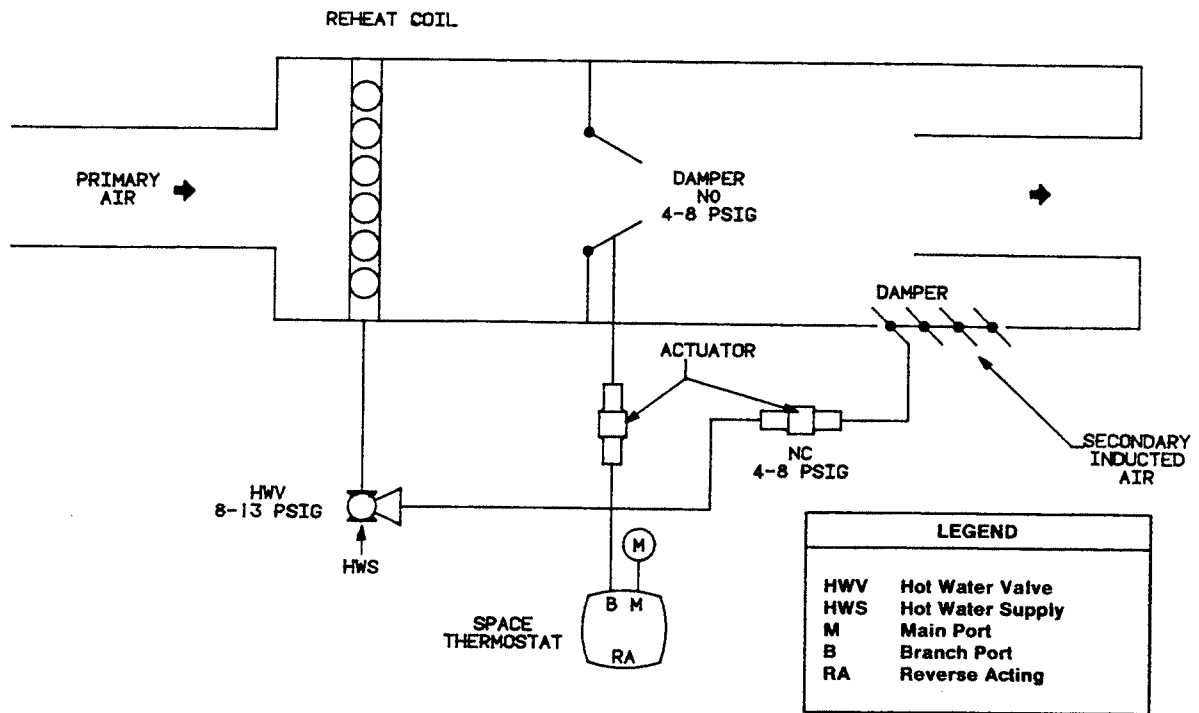 REHEAT COIL
PRIMARY
AIR
DAMPER
NO
4-8 PSIG
DAMPER
ACTUATOR
NC
4-8 PSIG
SECONDARY
INDUCTED
AIR
HWV
8-13 PSIG
HWS
M
B M
SPACE
THERMOSTAT
RA
LEGEND
HWV Hot Water Valve
HWS Hot Water Supply
M Main Port
B Branch Port
RA Reverse Acting